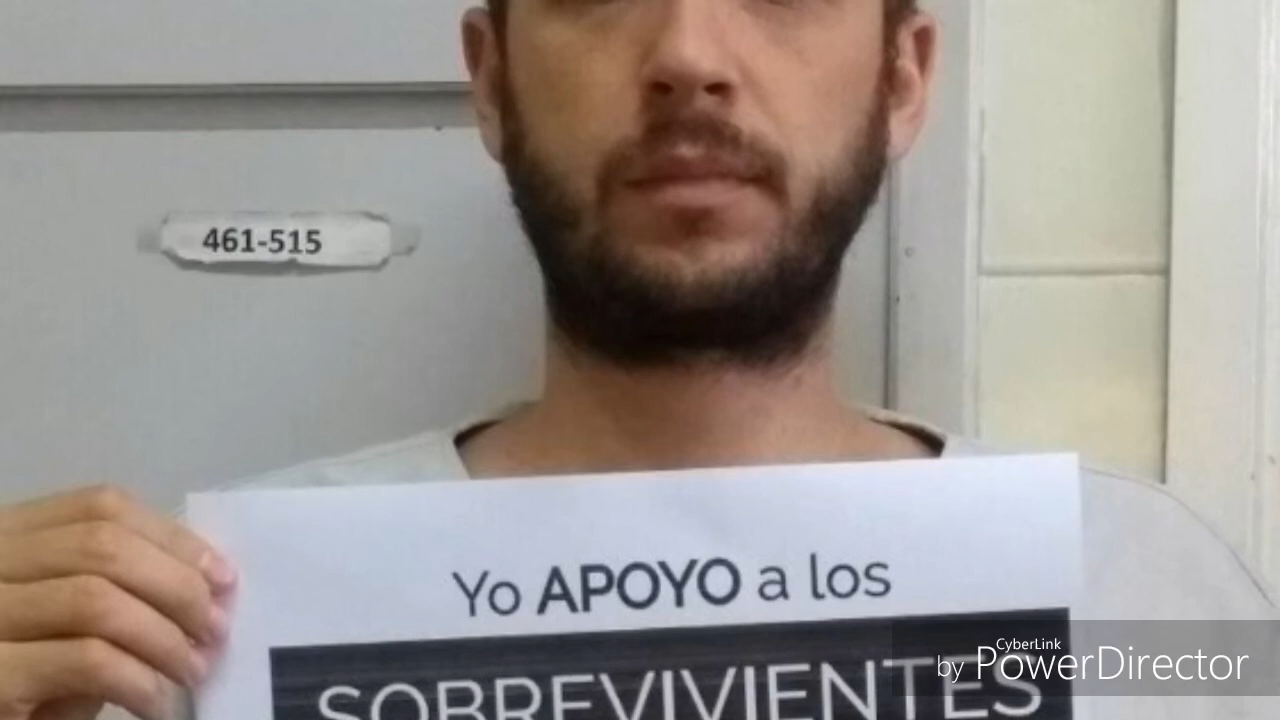 461-515
Yo APOYO a los
SOBREVIVIENTES
CyberLink
by PowerDirector